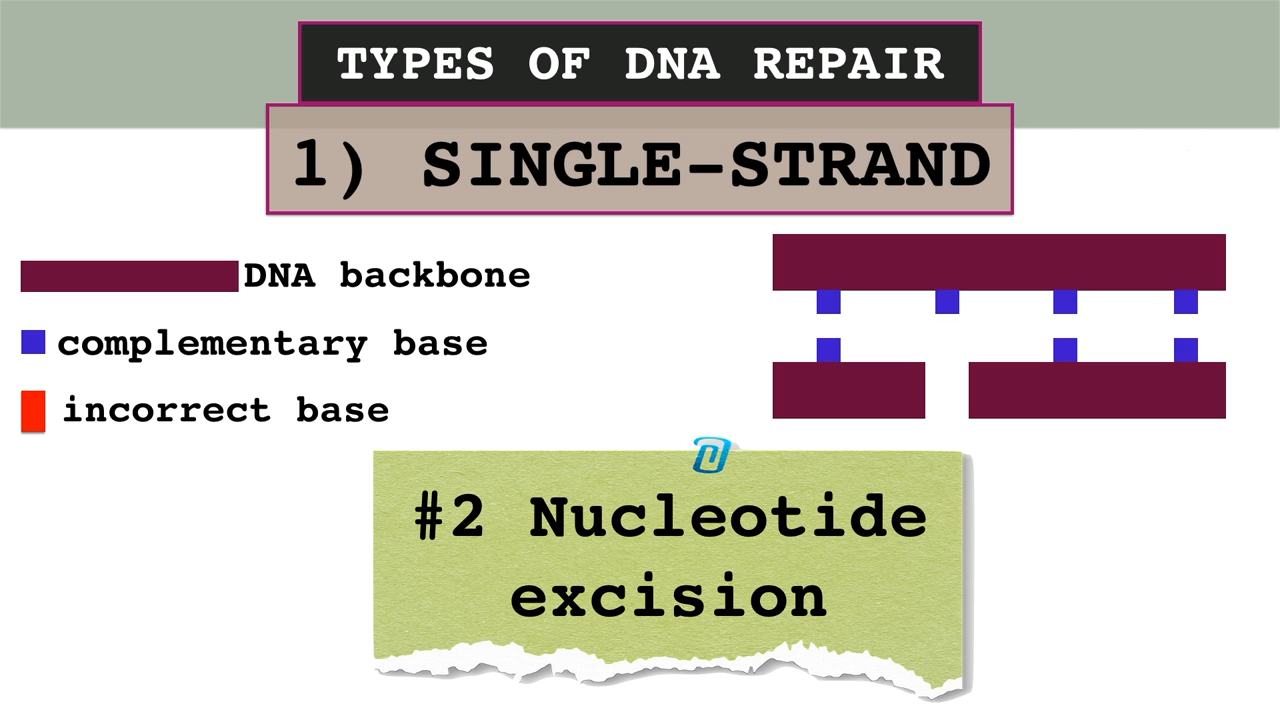 TYPES OF DNA REPAIR
1) SINGLE-STRAND
DNA backbone
complementary base
incorrect base
#2 Nucleotide
excision